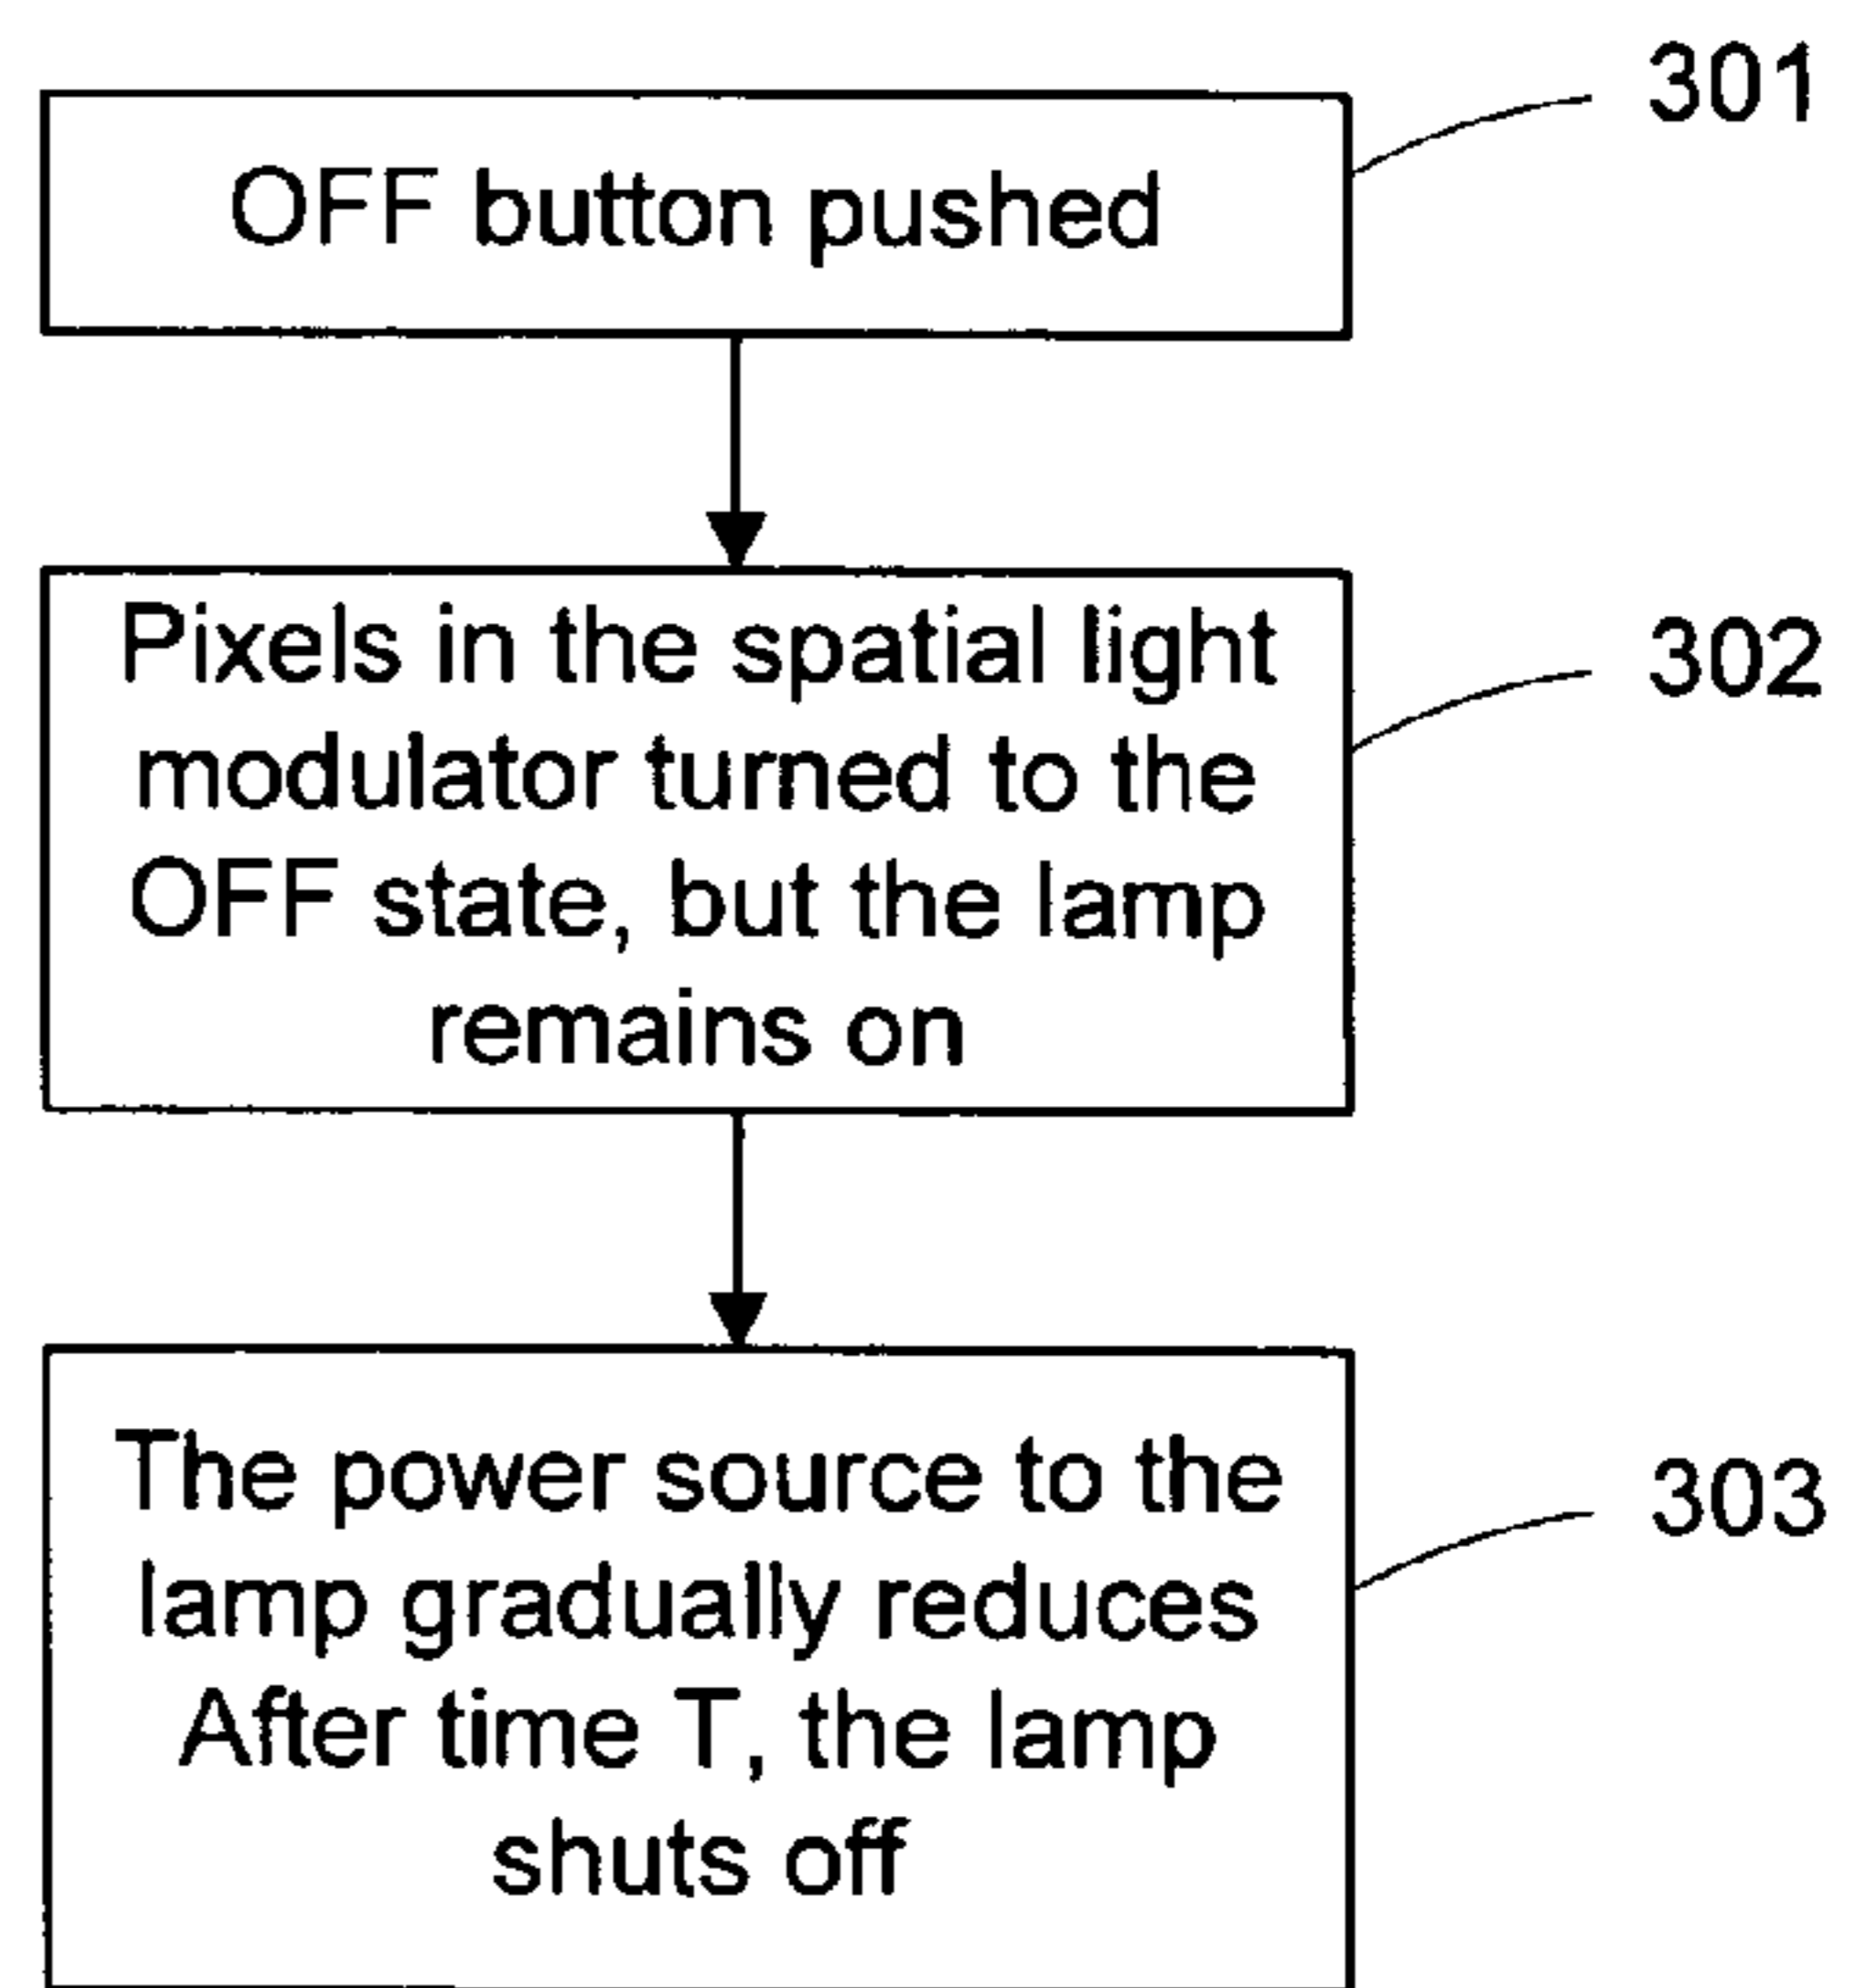 301
OFF button pushed
302
Pixels in the spatial light
modulator turned to the
OFF state, but the lamp
remains on
303
The power source to the
lamp gradually reduces
After time T, the lamp
shuts off